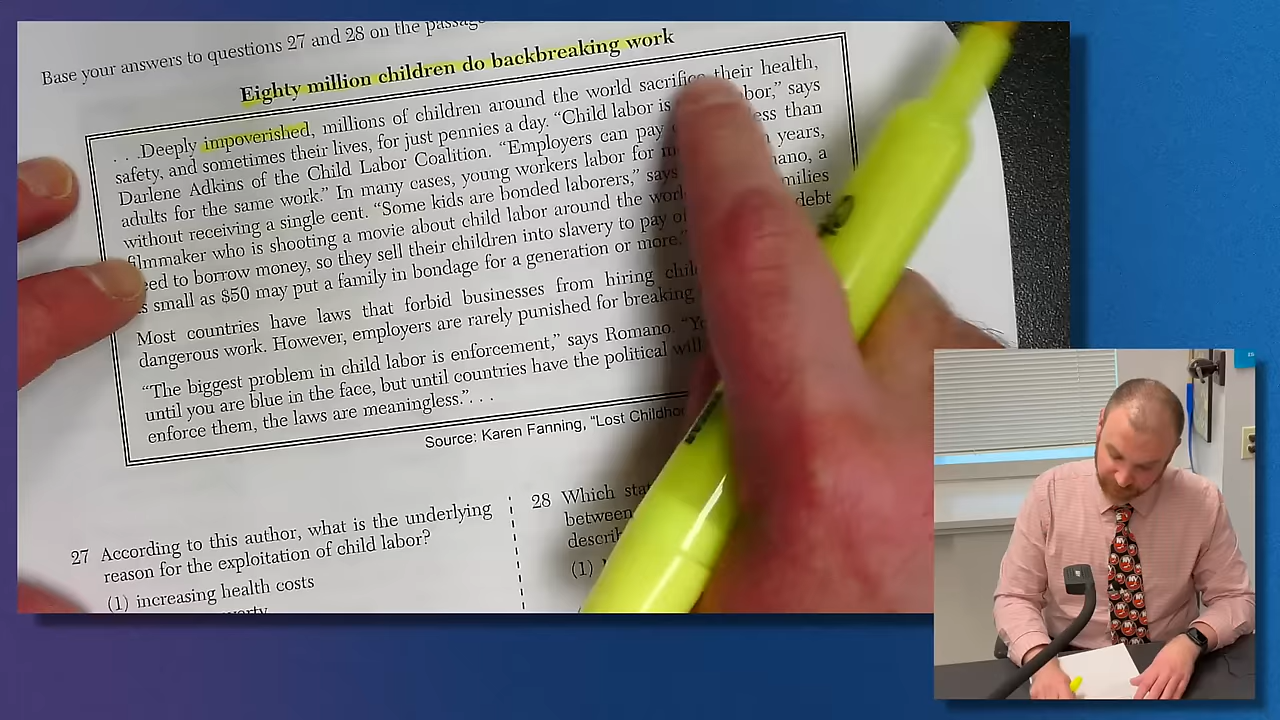 Base your answers to questions 27 and 28 on the passage
Eighty million children do backbreaking work
. . .Deeply impoverished, millions of children around the world sacrifice their health,
safety, and sometimes their lives, for just pennies a day. “Child labor is says
Darlene Adkins of the Child Labor Coalition. “Employers can pay than
adults for the same work.” In many cases, young workers labor for years,
without receiving a single cent. “Some kids are bonded laborers,” says a
filmmaker who is shooting a movie about child labor around the
to borrow money, so they sell their children into slavery to pay debt
small as $50 may put a family in bondage for a generation or more.”
Most countries have laws that forbid businesses from hiring
dangerous work. However, employers are rarely punished for breaking
“The biggest problem in child labor is enforcement,” says Romano.
until you are blue in the face, but until countries have the political will
enforce them, the laws are meaningless.”. . .
Source: Karen Fanning, “Lost
27 According to this author, what is the underlying
reason for the exploitation of child labor?
(1) increasing health costs
28 Which
between
(1)